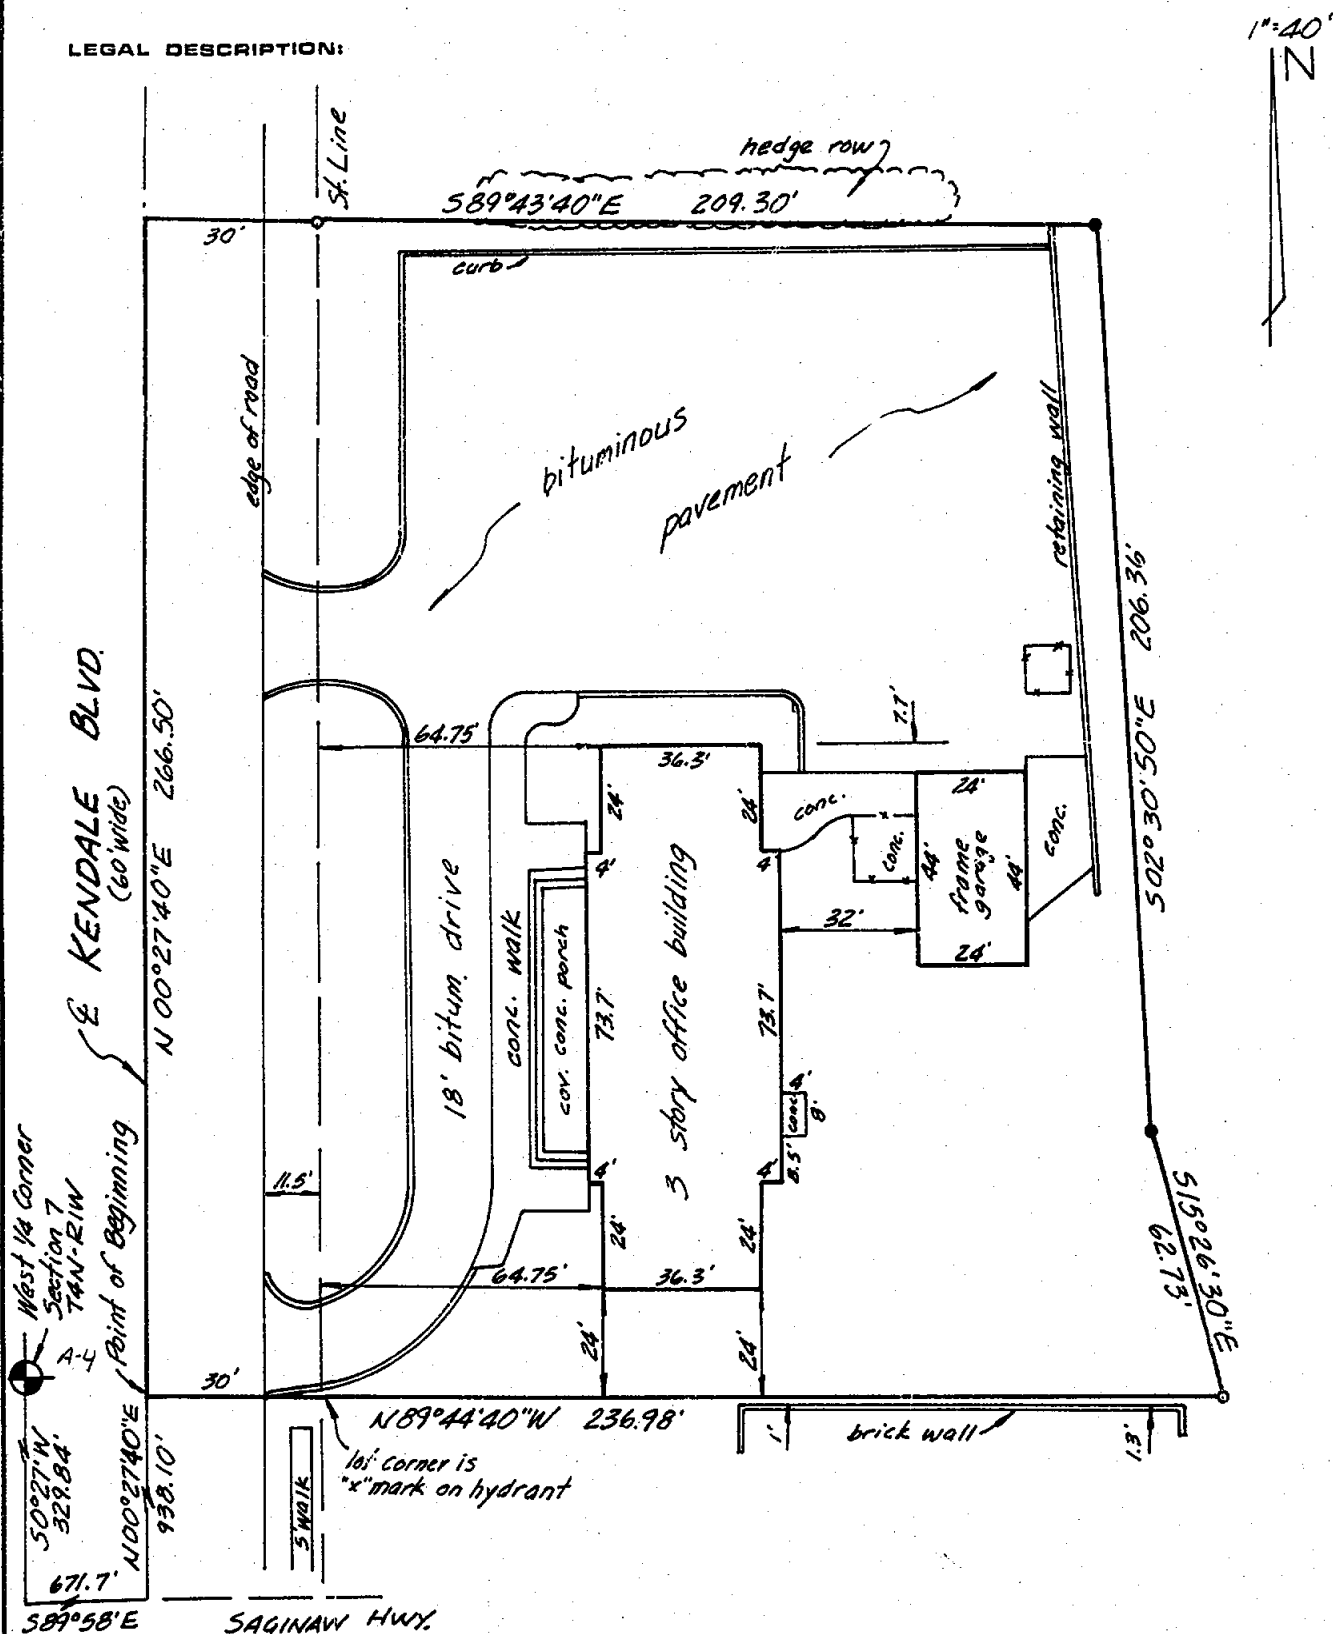 1"=40'
N
LEGAL DESCRIPTION:
St. Line
hedge row
S89°43'40"E 209.30'
30'
curb
edge of road
bituminous
pavement
retaining wall
S02°30'50"E 206.36'
℄ KENDALE BLVD.
(60' wide)
N00°27'40"E 266.50'
64.75'
36.3'
7.7'
24'
24'
24'
conc.
conc.
conc.
4'
4'
44'
frame
garage
44'
24'
32'
18' bitum. drive
conc. walk
cov. conc. porch
73.7'
3 story office building
73.7'
4'
conc.
8'
8.5'
4'
4'
11.5'
24'
24'
64.75'
36.3'
24'
24'
S15°26'30"E
62.73'
West 1/4 Corner
Section 7
T4N-R1W
Point of Beginning
A-4
30'
N89°44'40"W 236.98'
lot corner is
"x" mark on hydrant
1'
brick wall
1.3'
S0°27'W
329.84'
N00°27'40"E
938.10'
5' walk
671.7'
S89°58'E
SAGINAW HWY.